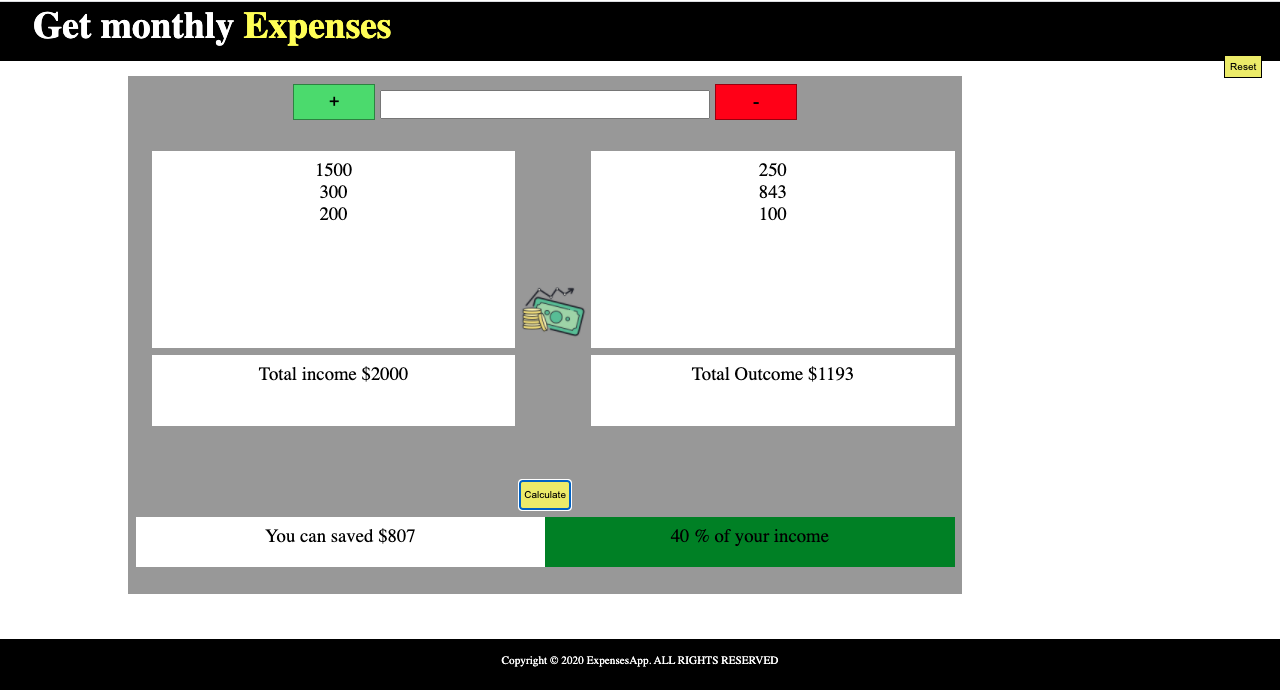 Get monthly Expenses
Reset
+
-
1500
300
200
250
843
100
Total income $2000
Total Outcome $1193
Calculate
You can saved $807
40 % of your income
Copyright © 2020 ExpensesApp. ALL RIGHTS RESERVED